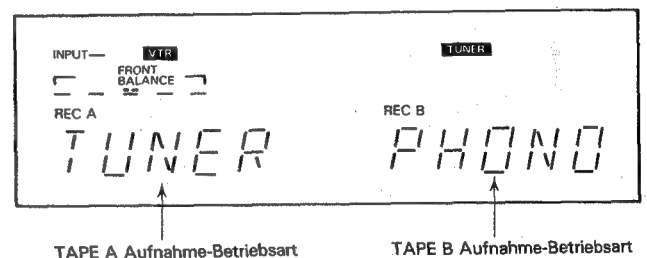 INPUT— VTR TUNER
FRONT
BALANCE
REC A REC B
TUNER PHONO
TAPE A Aufnahme-Betriebsart TAPE B Aufnahme-Betriebsart